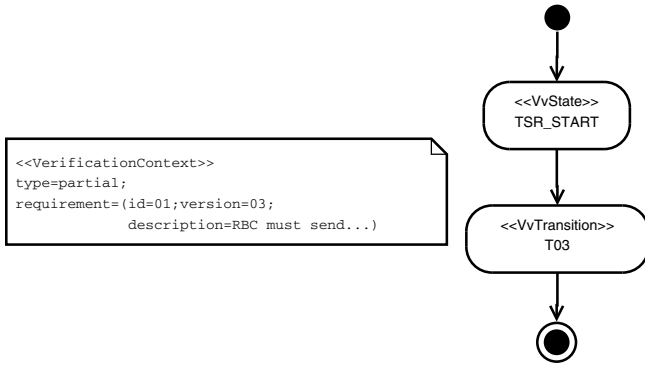 <<VvState>>
TSR_START
<<VerificationContext>>
type=partial;
requirement=(id=01;version=03;
description=RBC must send...)
<<VvTransition>>
T03